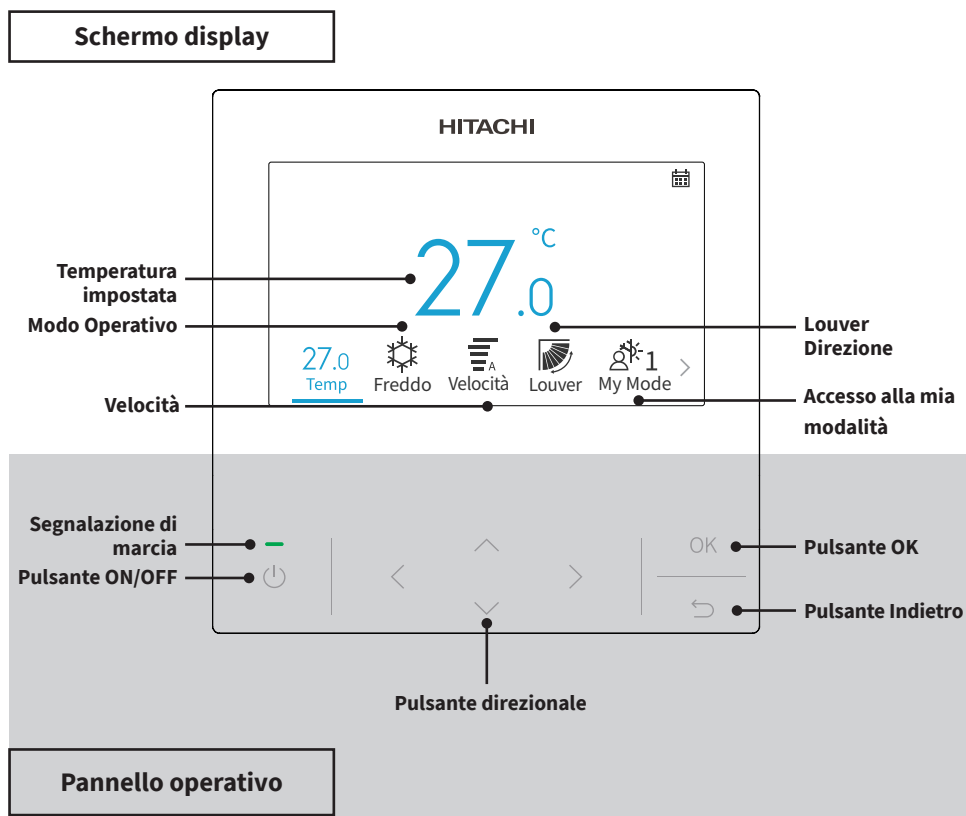 Schermo display
HITACHI
27.0 °C
Temperatura
impostata
Modo Operativo
Louver
Direzione
27.0
Temp
Freddo
A
Velocità
Louver
1
My Mode
Velocità
Accesso alla mia
modalità
Segnalazione di
marcia
Pulsante ON/OFF
OK
Pulsante OK
Pulsante Indietro
Pulsante direzionale
Pannello operativo